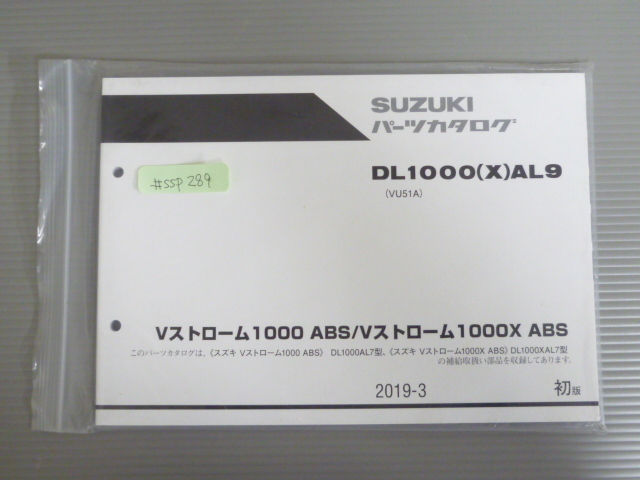 SUZUKI
パーツカタログ
DL1000(X)AL9
(VU51A)
#SSP289
Vストローム1000 ABS/Vストローム1000X ABS
このパーツカタログは、〈スズキ Vストローム1000 ABS〉 DL1000AL7型、〈スズキ Vストローム1000X ABS〉DL1000XAL7型
の補給取扱い部品を収録してあります。
2019-3
初版